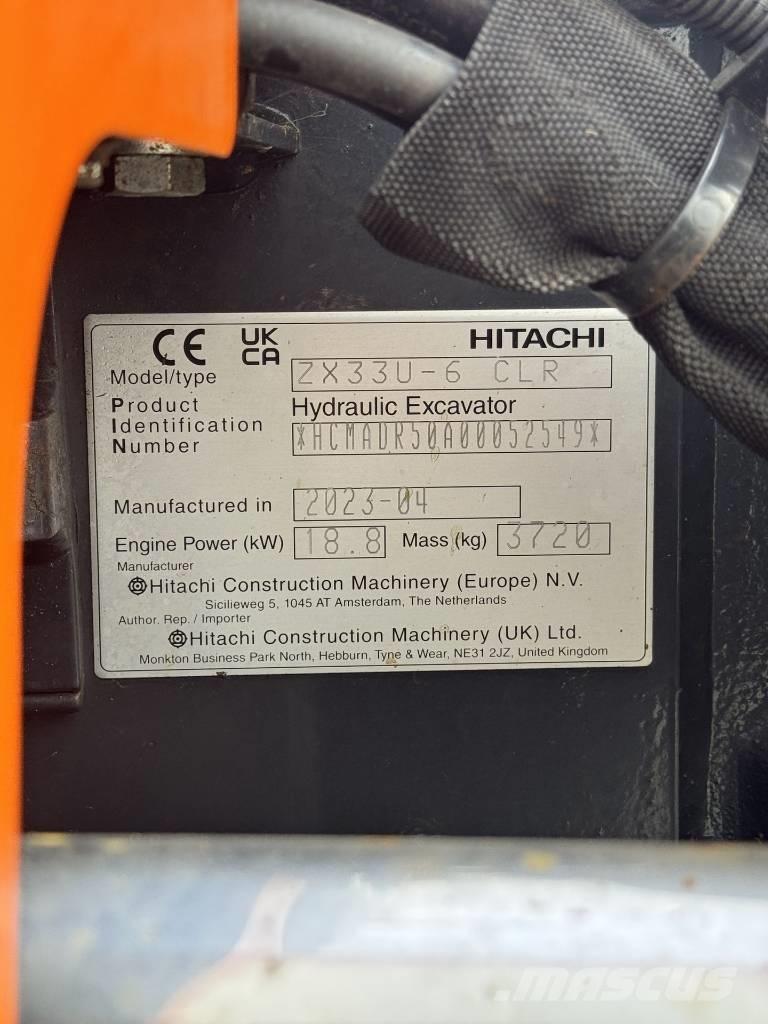 CE UK CA HITACHI
Model/type ZX33U-6 CLR
Product Hydraulic Excavator
Identification
Number *HCMADR50A00052549*
Manufactured in 2023-04
Engine Power (kW) 18.8 Mass (kg) 3720
Manufacturer
Hitachi Construction Machinery (Europe) N.V.
Sicilieweg 5, 1045 AT Amsterdam, The Netherlands
Author. Rep. / Importer
Hitachi Construction Machinery (UK) Ltd.
Monkton Business Park North, Hebburn, Tyne & Wear, NE31 2JZ, United Kingdom
MASCUS